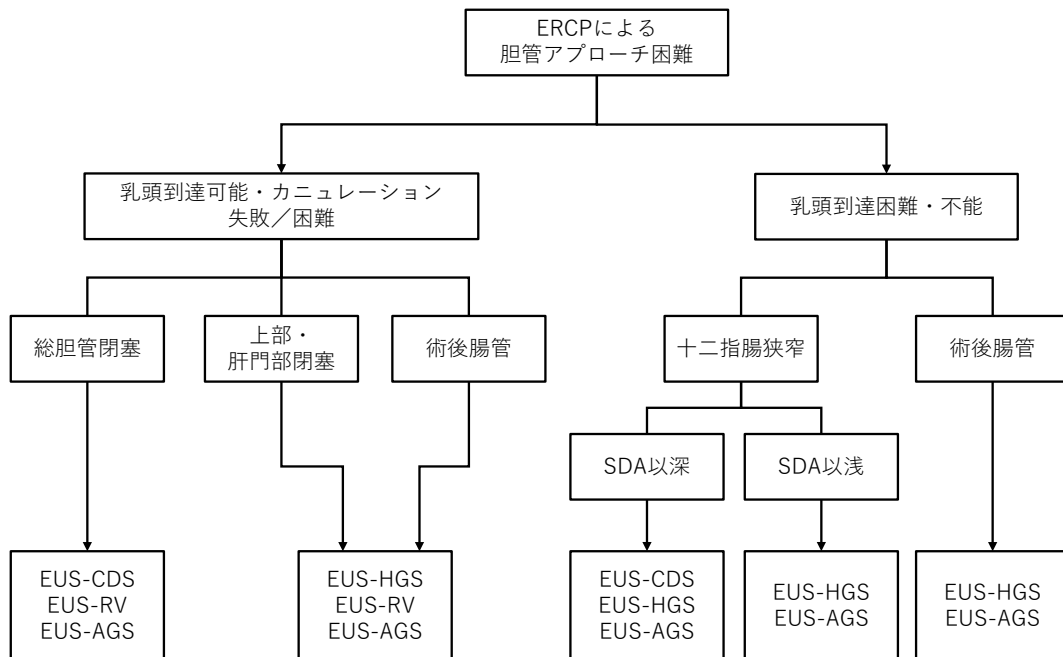 ERCPによる
胆管アプローチ困難
乳頭到達可能・カニュレーション
失敗／困難
乳頭到達困難・不能
総胆管閉塞
上部・
肝門部閉塞
術後腸管
十二指腸狭窄
術後腸管
SDA以深
SDA以浅
EUS-CDS
EUS-RV
EUS-AGS
EUS-HGS
EUS-RV
EUS-AGS
EUS-CDS
EUS-HGS
EUS-AGS
EUS-HGS
EUS-AGS
EUS-HGS
EUS-AGS